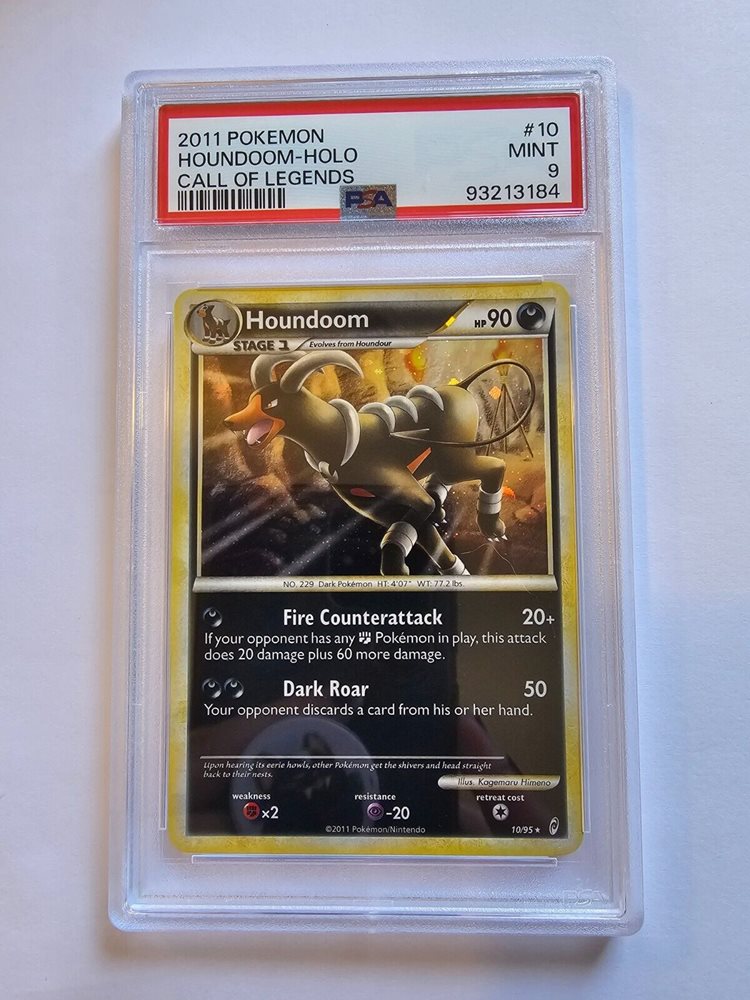 2011 POKEMON #10
HOUNDOOM-HOLO MINT
CALL OF LEGENDS 9
PSA 93213184
Houndoom HP 90
STAGE 1 Evolves from Houndour
NO. 229 Dark Pokémon HT: 4'07" WT: 77.2 lbs.
Fire Counterattack 20+
If your opponent has any Pokémon in play, this attack
does 20 damage plus 60 more damage.
Dark Roar 50
Your opponent discards a card from his or her hand.
Upon hearing its eerie howls, other Pokémon get the shivers and head straight
back to their nests.
Illus. Kagemaru Himeno
weakness resistance retreat cost
x2 -20
©2011 Pokémon/Nintendo 10/95 ★